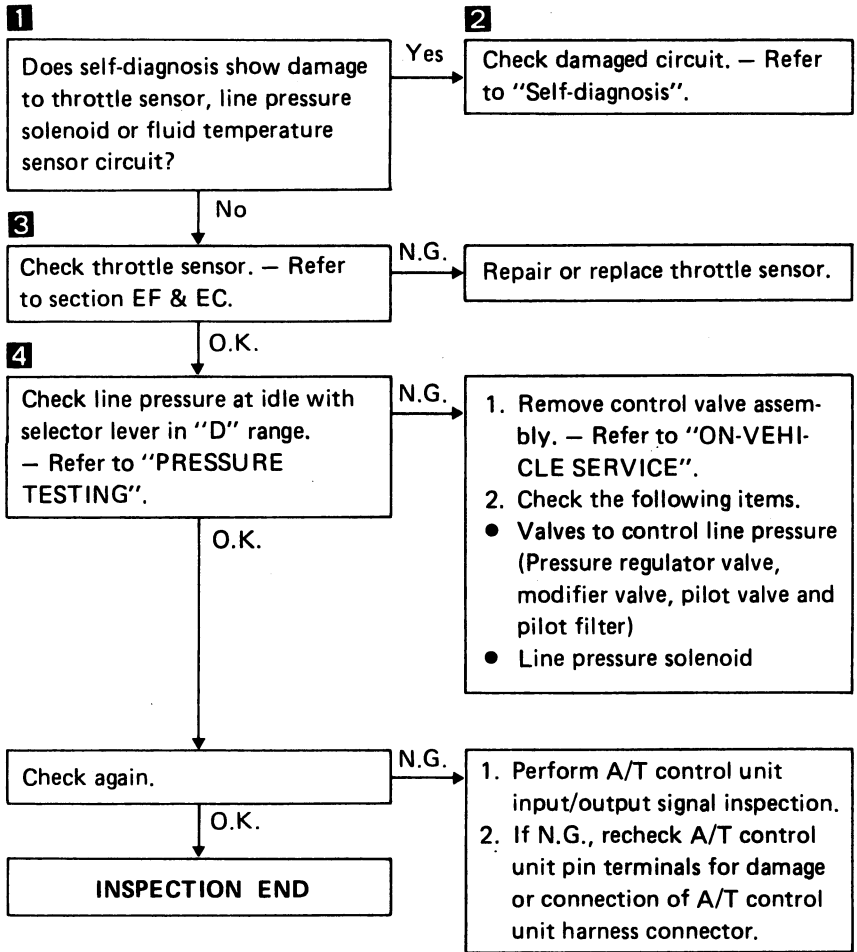 1
Does self-diagnosis show damage
to throttle sensor, line pressure
solenoid or fluid temperature
sensor circuit?
Yes
2
Check damaged circuit. — Refer
to "Self-diagnosis".
No
3
Check throttle sensor. — Refer
to section EF & EC.
N.G.
Repair or replace throttle sensor.
O.K.
4
Check line pressure at idle with
selector lever in "D" range.
— Refer to "PRESSURE
TESTING".
N.G.
1. Remove control valve assem-
bly. — Refer to "ON-VEHI-
CLE SERVICE".
2. Check the following items.
● Valves to control line pressure
(Pressure regulator valve,
modifier valve, pilot valve and
pilot filter)
● Line pressure solenoid
O.K.
Check again.
N.G.
1. Perform A/T control unit
input/output signal inspection.
2. If N.G., recheck A/T control
unit pin terminals for damage
or connection of A/T control
unit harness connector.
O.K.
INSPECTION END